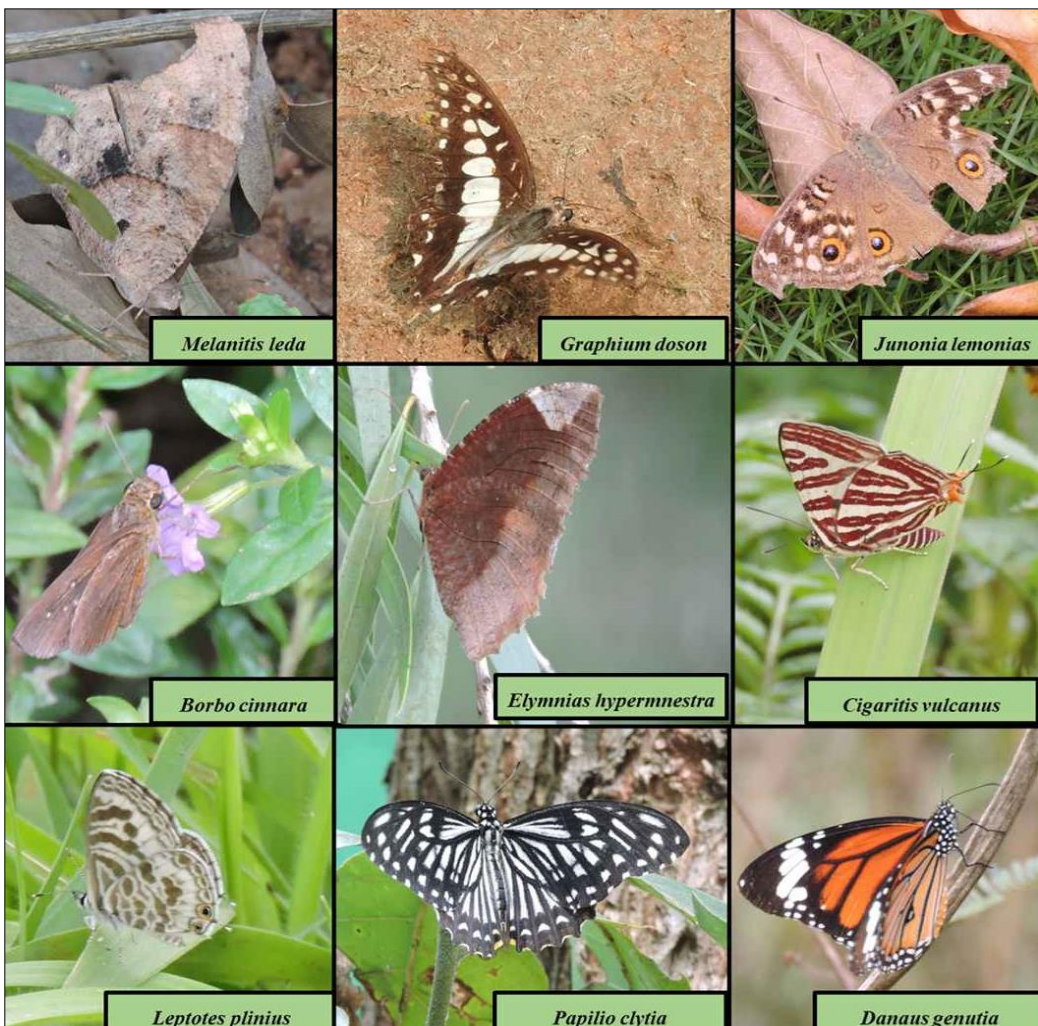 Melanitis leda
Graphium doson
Junonia lemonias
Borbo cinnara
Elymnias hypermnestra
Cigaritis vulcanus
Leptotes plinius
Papilio clytia
Danaus genutia